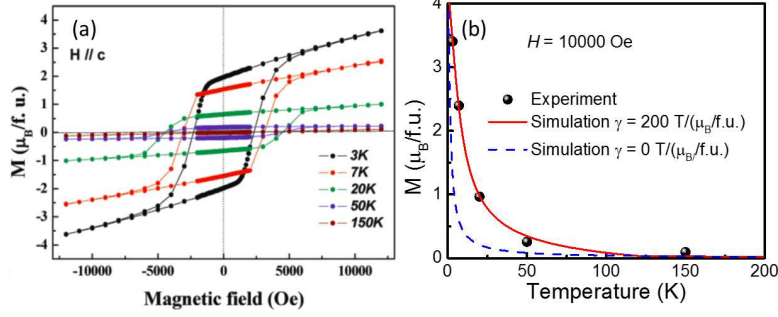 (a)
H // c
M (μB/f. u.)
4
3
2
1
0
-1
-2
-3
-4
3K
7K
20K
50K
150K
-10000 -5000 0 5000 10000
Magnetic field (Oe)
(b)
H = 10000 Oe
Experiment
Simulation γ = 200 T/(μB/f.u.)
Simulation γ = 0 T/(μB/f.u.)
M (μB/f.u.)
4
3
2
1
0
0 50 100 150 200
Temperature (K)